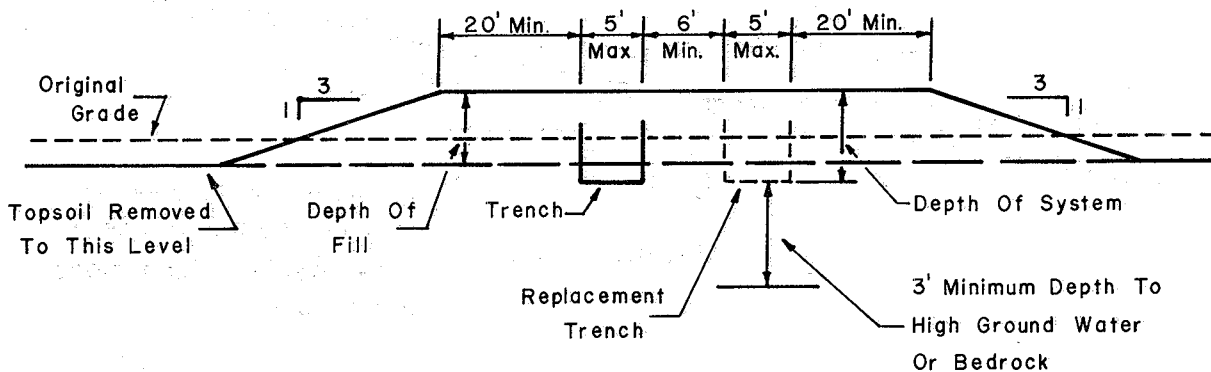 20' Min. 5' 6' 5' 20' Min.
Max Min. Max.
Original
Grade
3
1
3
1
Topsoil Removed
To This Level
Depth Of
Fill
Trench
Depth Of System
Replacement
Trench
3' Minimum Depth To
High Ground Water
Or Bedrock